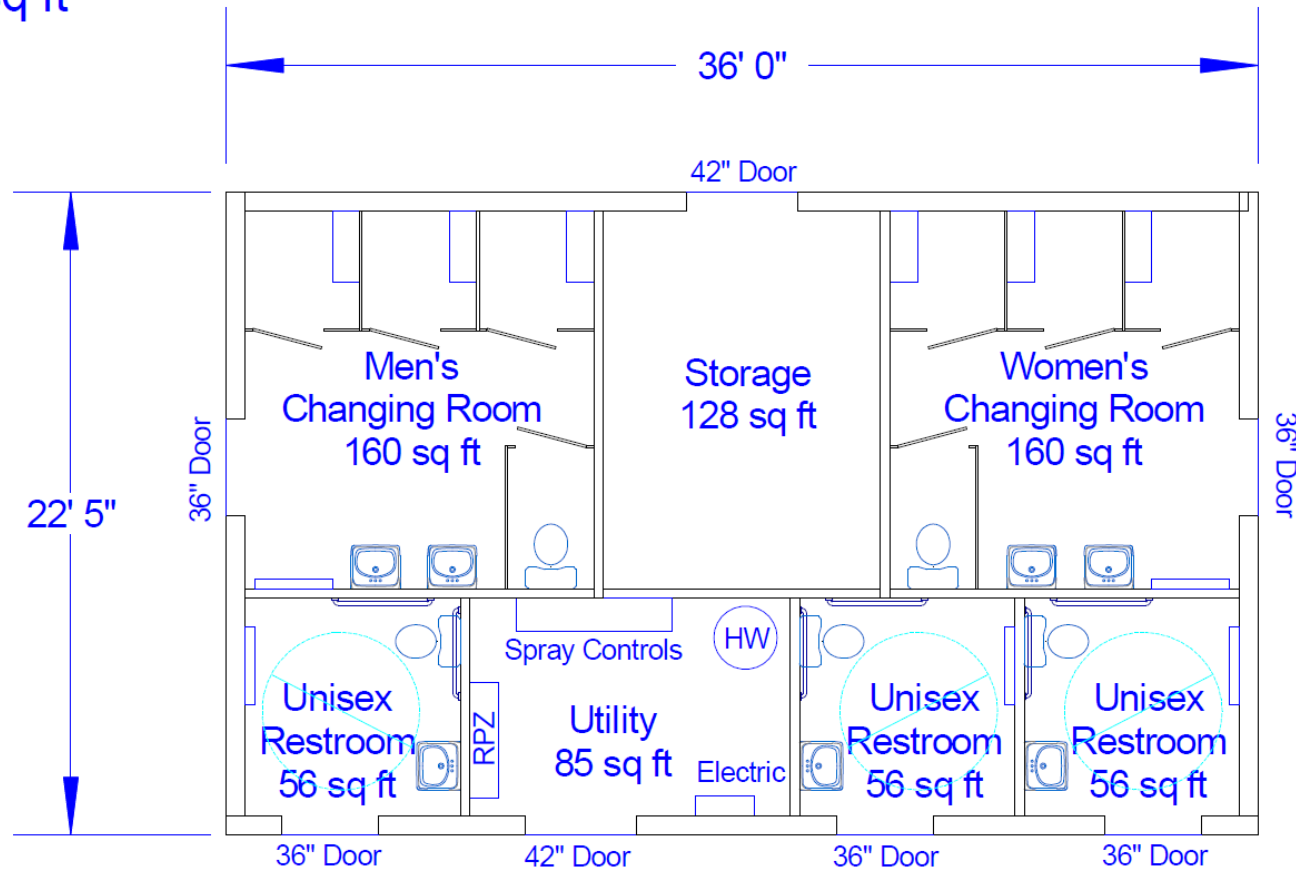 sq ft
36' 0"
42" Door
Men's
Changing Room
160 sq ft
Storage
128 sq ft
Women's
Changing Room
160 sq ft
36" Door
36" Door
22' 5"
Spray Controls
HW
Unisex
Restroom
56 sq ft
RPZ
Utility
85 sq ft
Electric
Unisex
Restroom
56 sq ft
Unisex
Restroom
56 sq ft
36" Door
42" Door
36" Door
36" Door